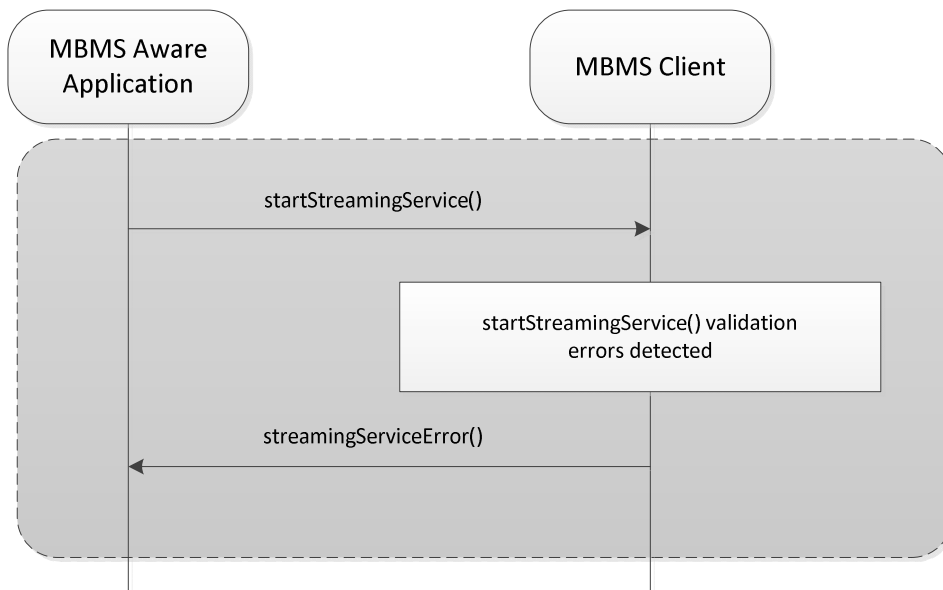 MBMS Aware
Application
MBMS Client
startStreamingService()
startStreamingService() validation
errors detected
streamingServiceError()